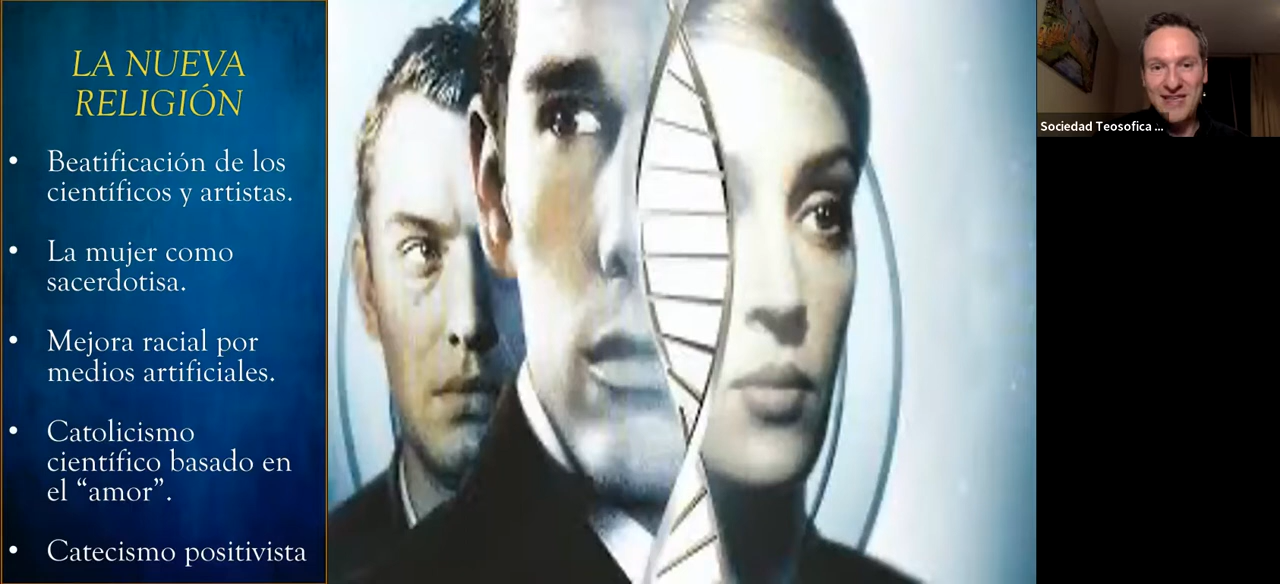 LA NUEVA
RELIGIÓN
• Beatificación de los
científicos y artistas.
• La mujer como
sacerdotisa.
• Mejora racial por
medios artificiales.
• Catolicismo
científico basado en
el “amor”.
• Catecismo positivista
Sociedad Teosofica ...